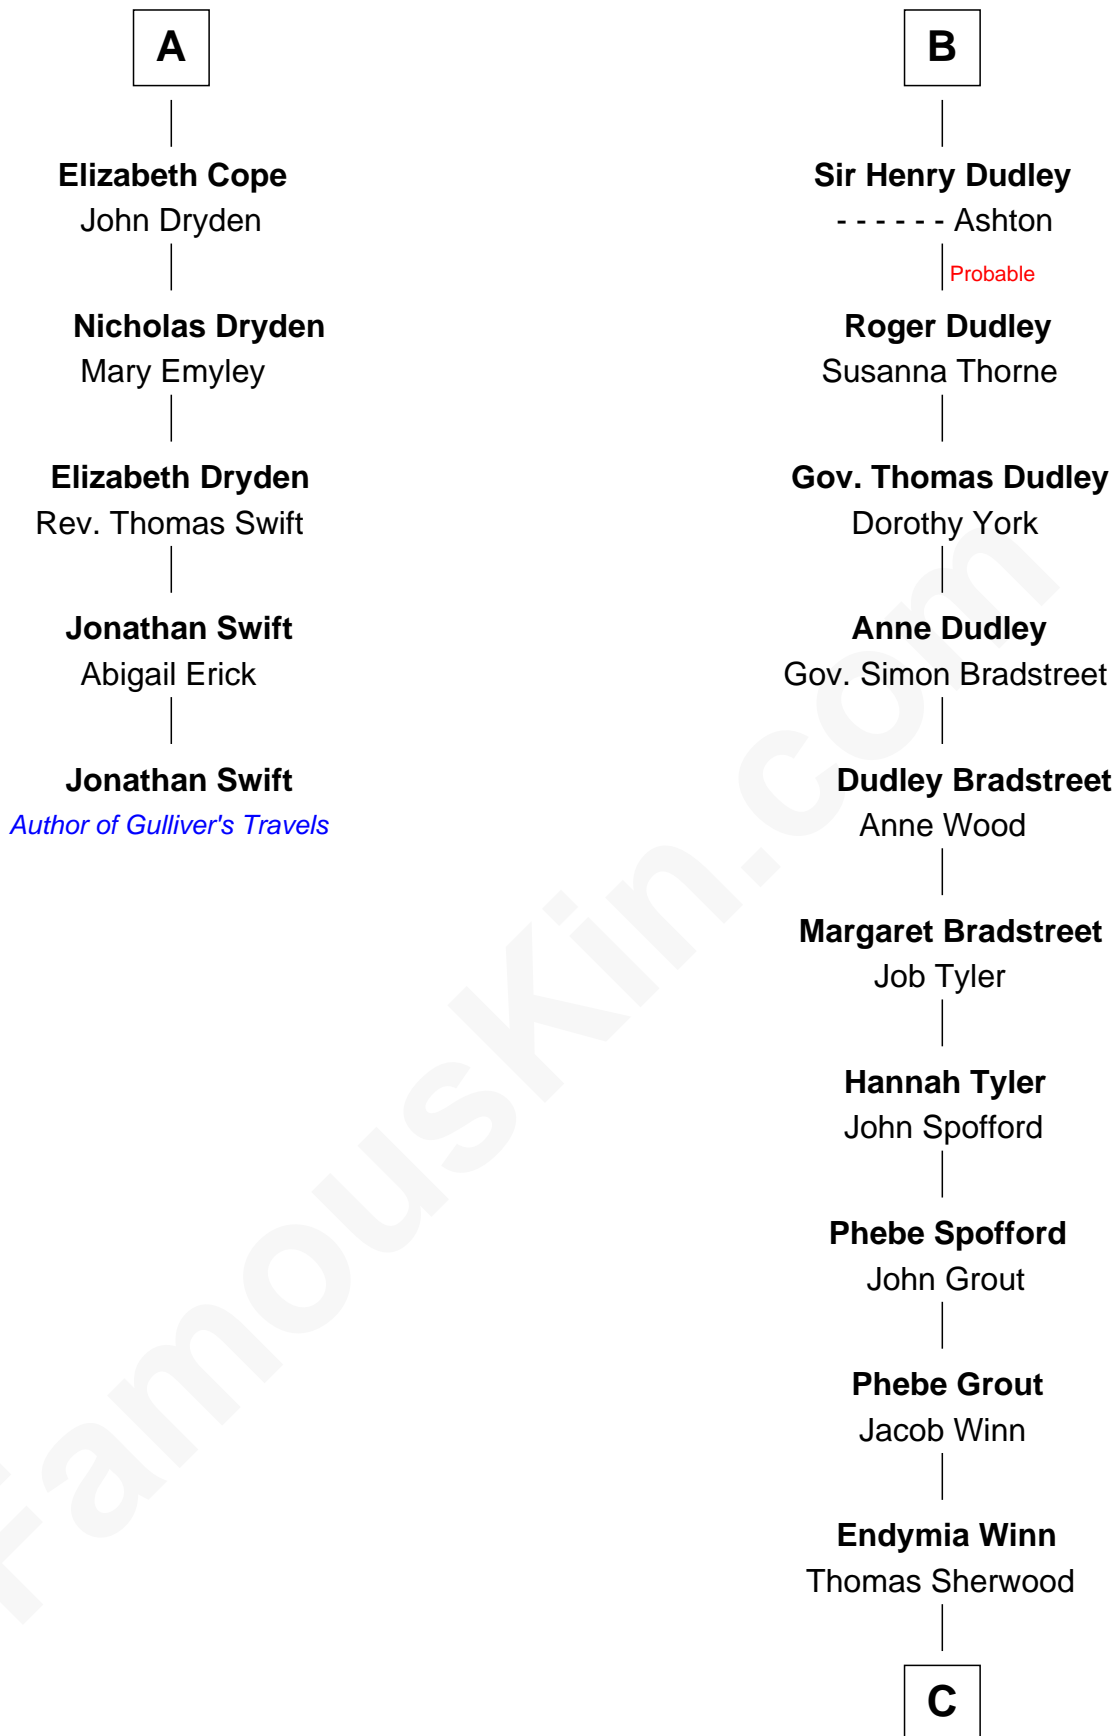 A
Elizabeth Cope
John Dryden
Nicholas Dryden
Mary Emyley
Elizabeth Dryden
Rev. Thomas Swift
Jonathan Swift
Abigail Erick
Jonathan Swift
Author of Gulliver's Travels
B
Sir Henry Dudley
- - - - - - Ashton
Probable
Roger Dudley
Susanna Thorne
Gov. Thomas Dudley
Dorothy York
Anne Dudley
Gov. Simon Bradstreet
Dudley Bradstreet
Anne Wood
Margaret Bradstreet
Job Tyler
Hannah Tyler
John Spofford
Phebe Spofford
John Grout
Phebe Grout
Jacob Winn
Endymia Winn
Thomas Sherwood
C
FamousKin.com